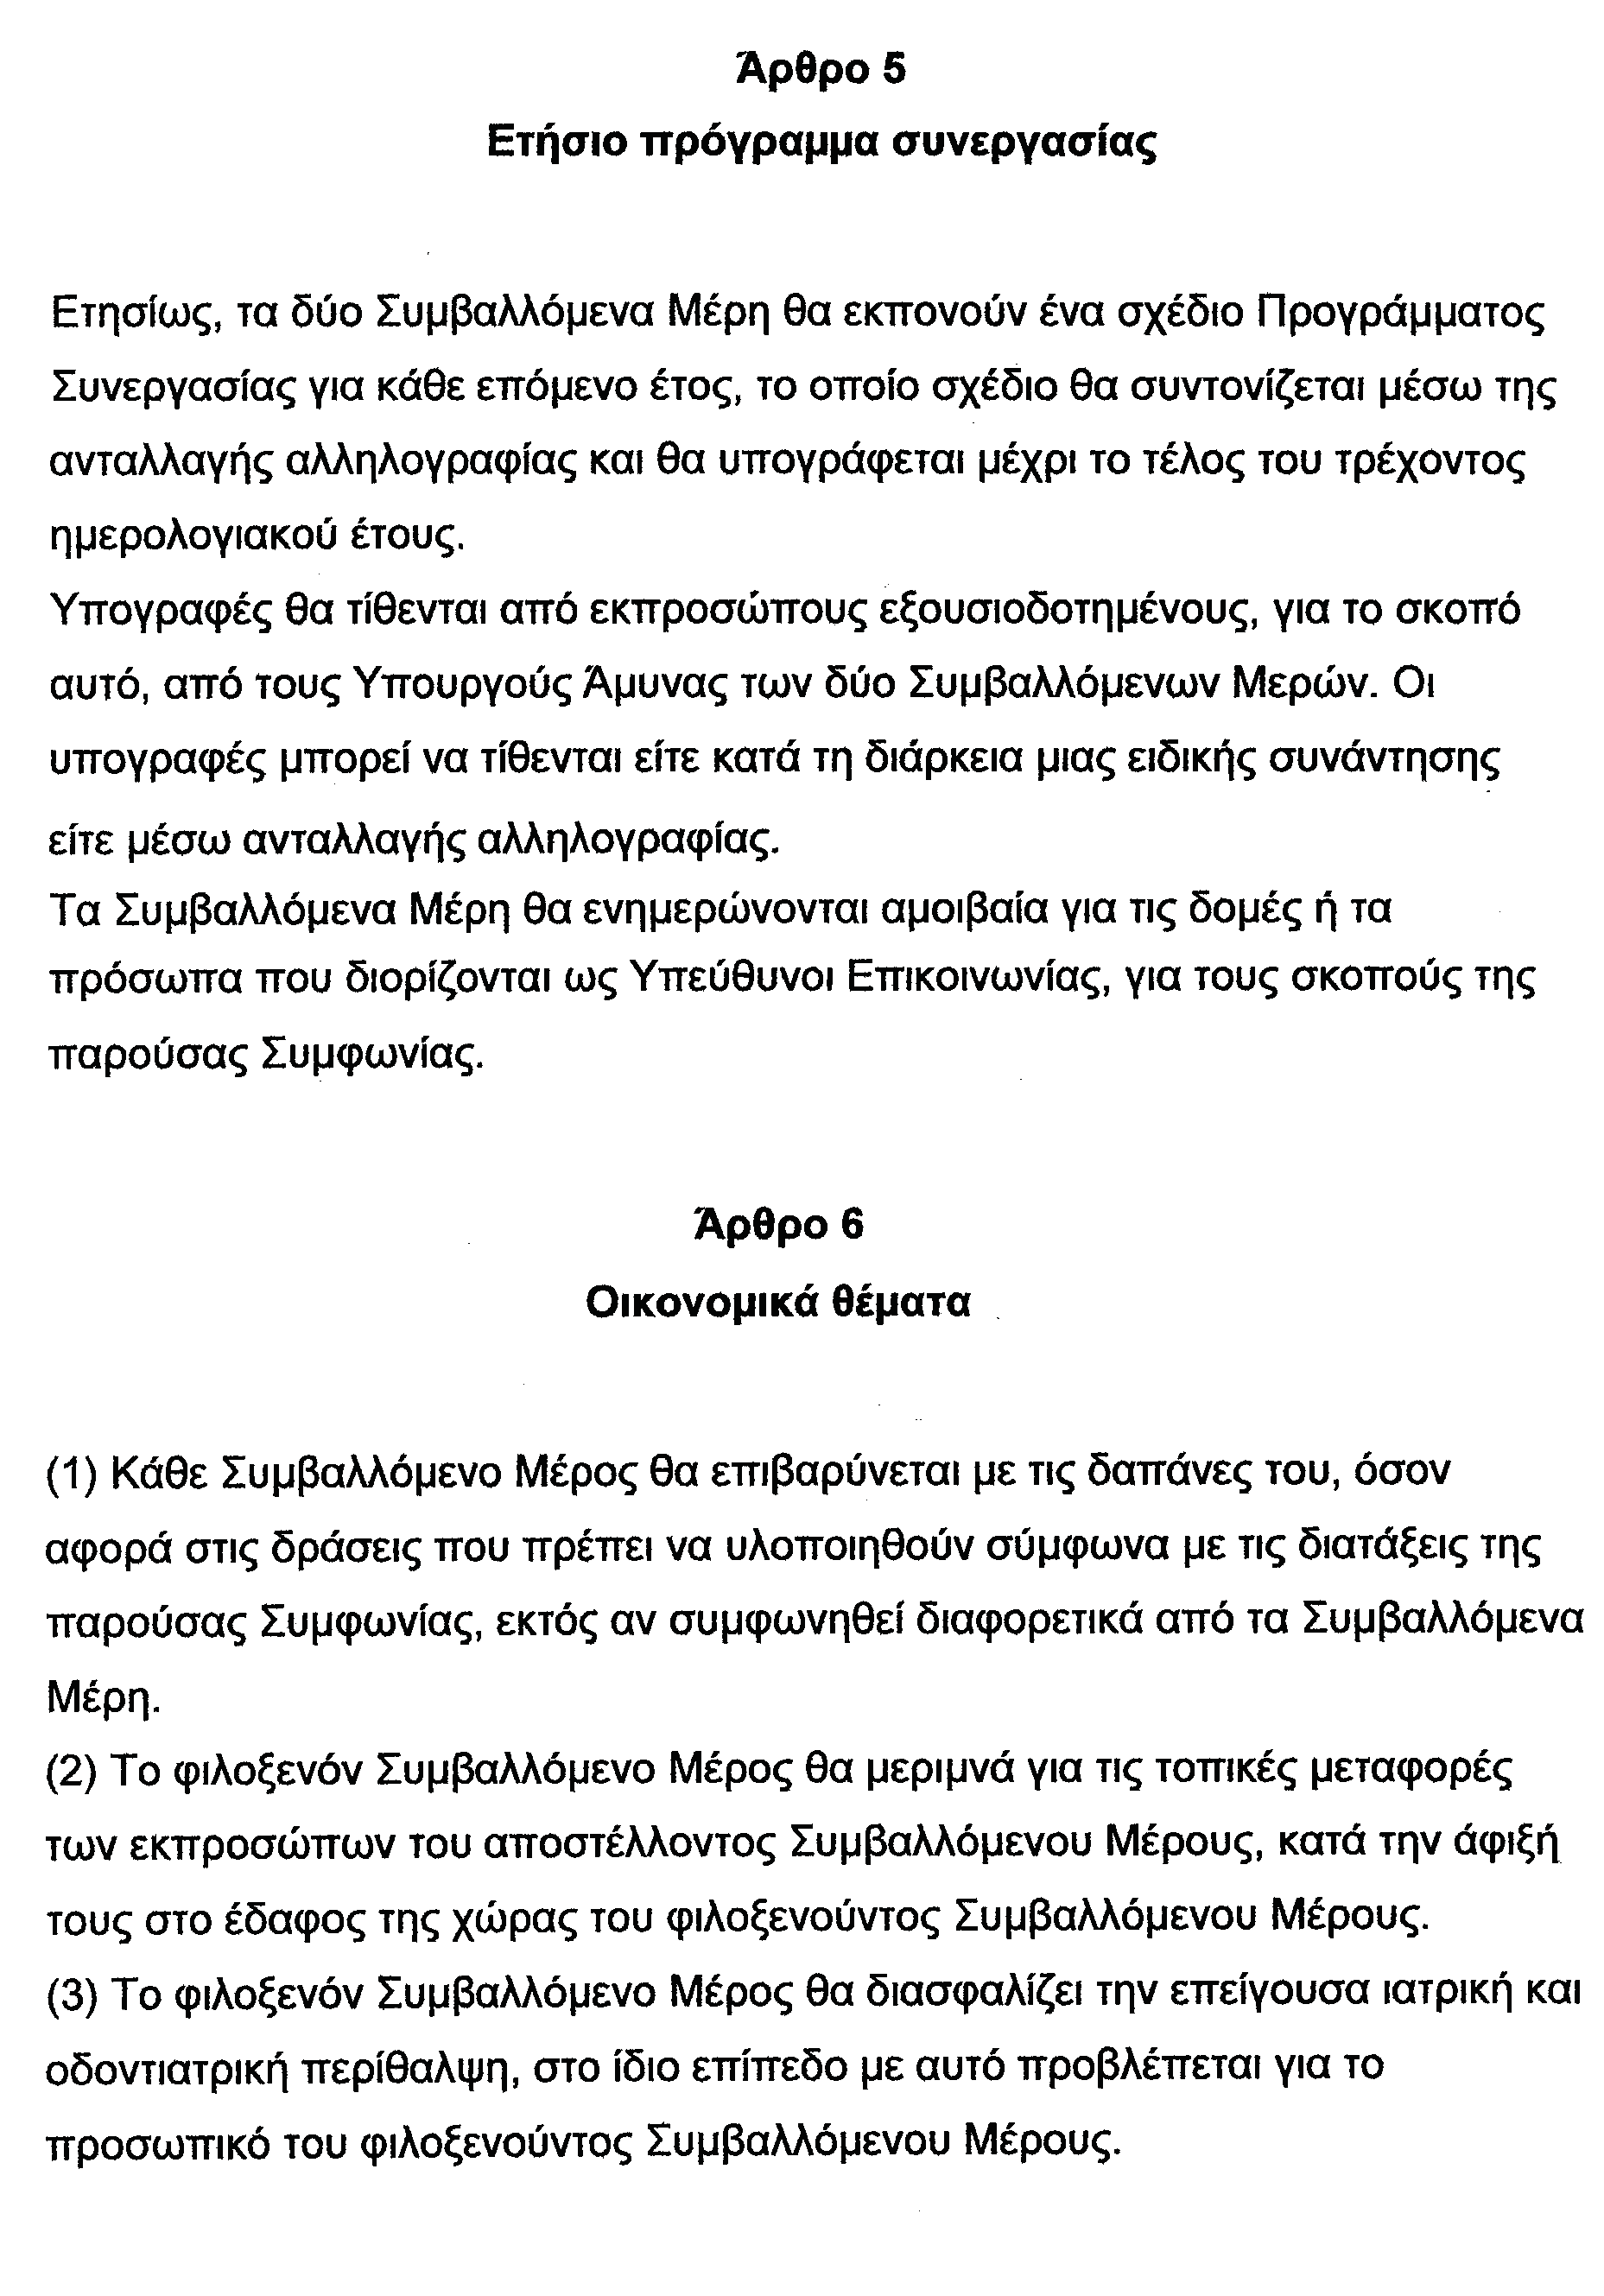 Άρθρο 5
Ετήσιο πρόγραμμα συνεργασίας
Ετησίως, τα δύο Συμβαλλόμενα Μέρη θα εκπονούν ένα σχέδιο Προγράμματος
Συνεργασίας για κάθε επόμενο έτος, το οποίο σχέδιο θα συντονίζεται μέσω της
ανταλλαγής αλληλογραφίας και θα υπογράφεται μέχρι το τέλος του τρέχοντος
ημερολογιακού έτους.
Υπογραφές θα τίθενται από εκπροσώπους εξουσιοδοτημένους, για το σκοπό
αυτό, από τους Υπουργούς Άμυνας των δύο Συμβαλλόμενων Μερών. Οι
υπογραφές μπορεί να τίθενται είτε κατά τη διάρκεια μιας ειδικής συνάντησης
είτε μέσω ανταλλαγής αλληλογραφίας.
Τα Συμβαλλόμενα Μέρη θα ενημερώνονται αμοιβαία για τις δομές ή τα
πρόσωπα που διορίζονται ως Υπεύθυνοι Επικοινωνίας, για τους σκοπούς της
παρούσας Συμφωνίας.
Άρθρο 6
Οικονομικά θέματα
(1) Κάθε Συμβαλλόμενο Μέρος θα επιβαρύνεται με τις δαπάνες του, όσον
αφορά στις δράσεις που πρέπει να υλοποιηθούν σύμφωνα με τις διατάξεις της
παρούσας Συμφωνίας, εκτός αν συμφωνηθεί διαφορετικά από τα Συμβαλλόμενα
Μέρη.
(2) Το φιλοξενόν Συμβαλλόμενο Μέρος θα μεριμνά για τις τοπικές μεταφορές
των εκπροσώπων του αποστέλλοντος Συμβαλλόμενου Μέρους, κατά την άφιξή
τους στο έδαφος της χώρας του φιλοξενούντος Συμβαλλόμενου Μέρους.
(3) Το φιλοξενόν Συμβαλλόμενο Μέρος θα διασφαλίζει την επείγουσα ιατρική και
οδοντιατρική περίθαλψη, στο ίδιο επίπεδο με αυτό προβλέπεται για το
προσωπικό του φιλοξενούντος Συμβαλλόμενου Μέρους.